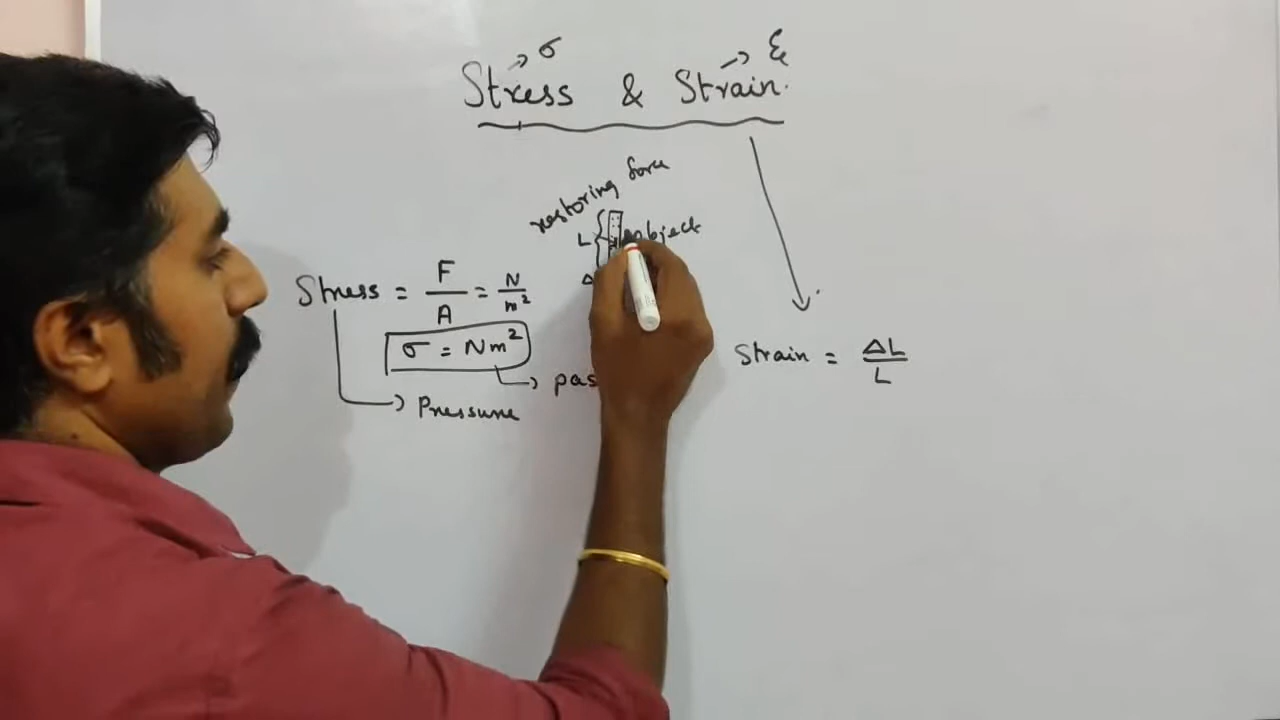 σ
ε
Stress & Strain.
restoring force
L
object
Δ
Stress = F/A = N/m²
σ = Nm²
pas
Pressure
Strain = ΔL/L